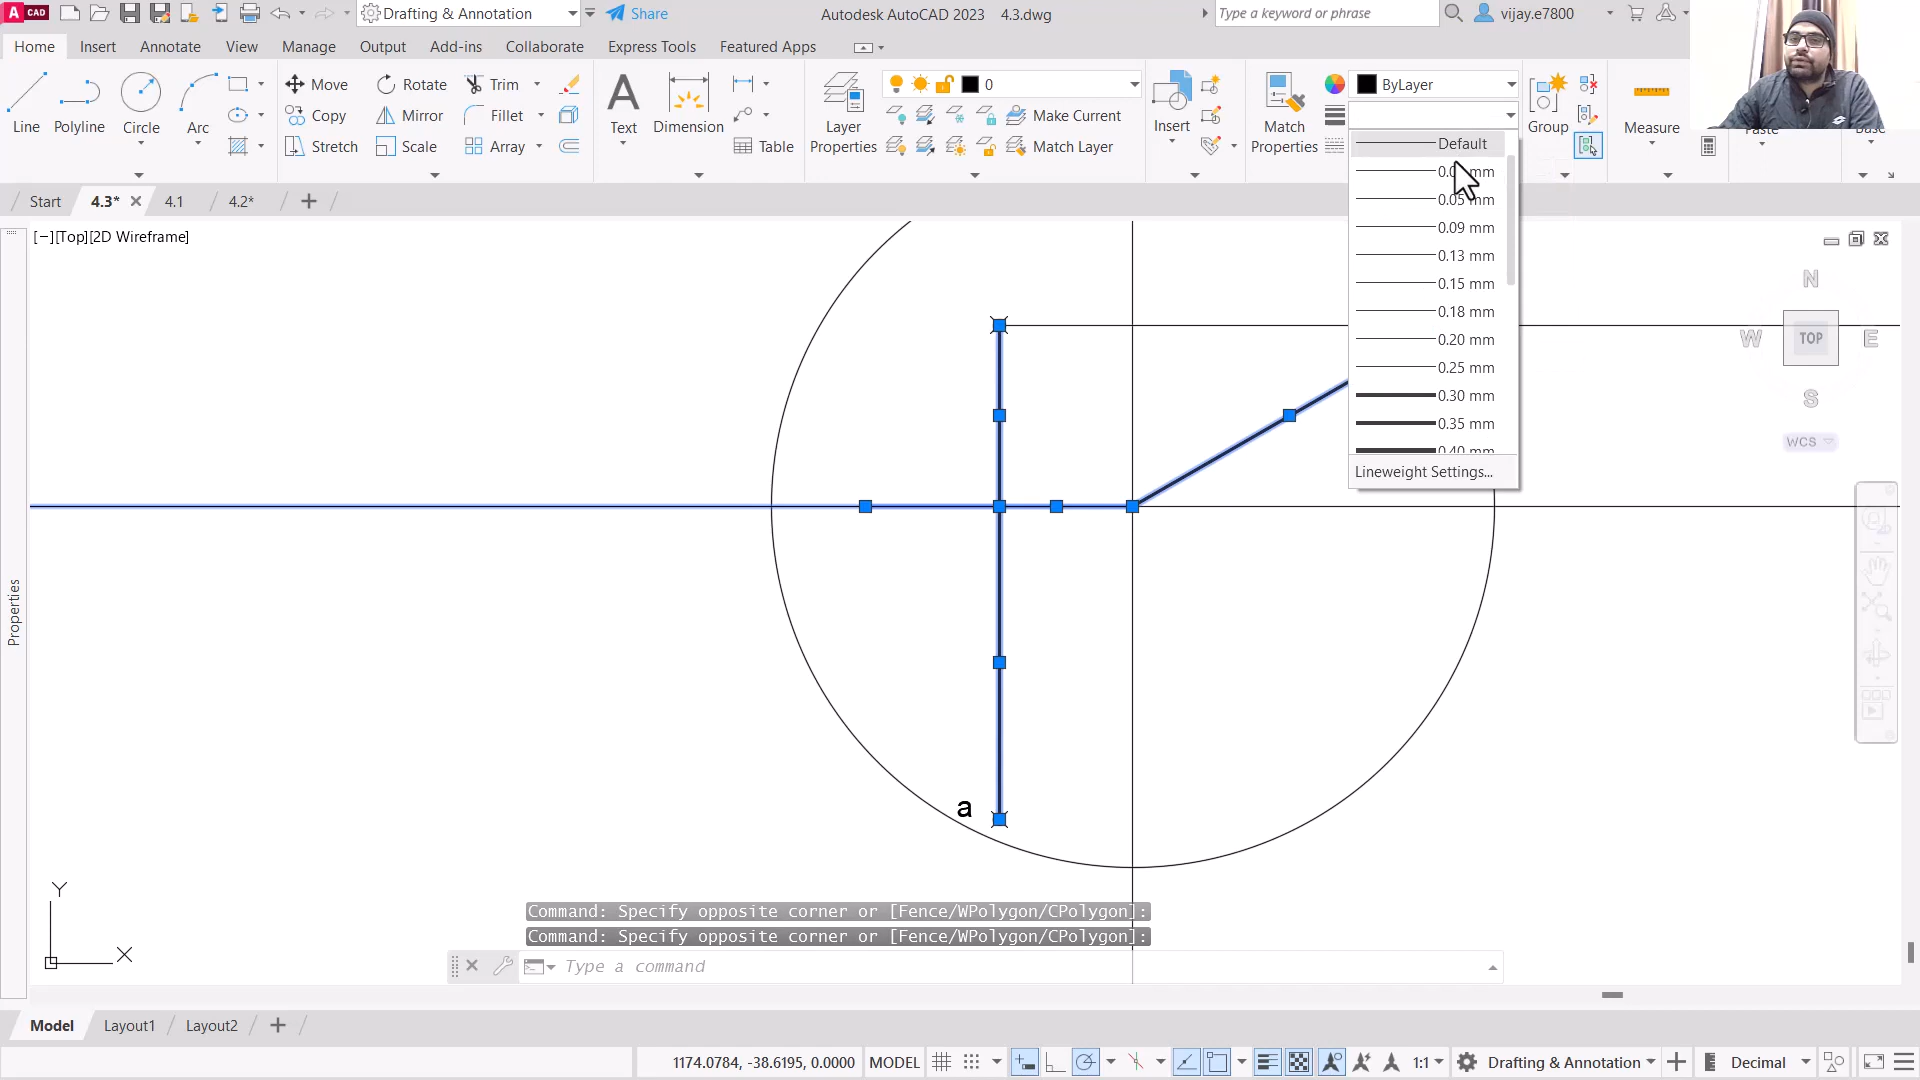 A CAD
Drafting & Annotation
Share
Autodesk AutoCAD 2023 4.3.dwg
Type a keyword or phrase
vijay.e7800
Home Insert Annotate View Manage Output Add-ins Collaborate Express Tools Featured Apps
Line
Polyline
Circle
Arc
Move Rotate Trim
Copy Mirror Fillet
Stretch Scale Array
A
Text
Dimension
Table
Layer Properties
0
Make Current
Match Layer
Insert
Match Properties
ByLayer
Group
Measure
Default
mm
0.05 mm
0.09 mm
0.13 mm
0.15 mm
0.18 mm
0.20 mm
0.25 mm
0.30 mm
0.35 mm
0.40 mm
Lineweight Settings...
Start 4.3* 4.1 4.2*
[−][Top][2D Wireframe]
N
W TOP E
S
WCS
Properties
a
Y
X
Command: Specify opposite corner or [Fence/WPolygon/CPolygon]:
Command: Specify opposite corner or [Fence/WPolygon/CPolygon]:
Type a command
Model Layout1 Layout2
1174.0784, -38.6195, 0.0000 MODEL 1:1 Drafting & Annotation Decimal